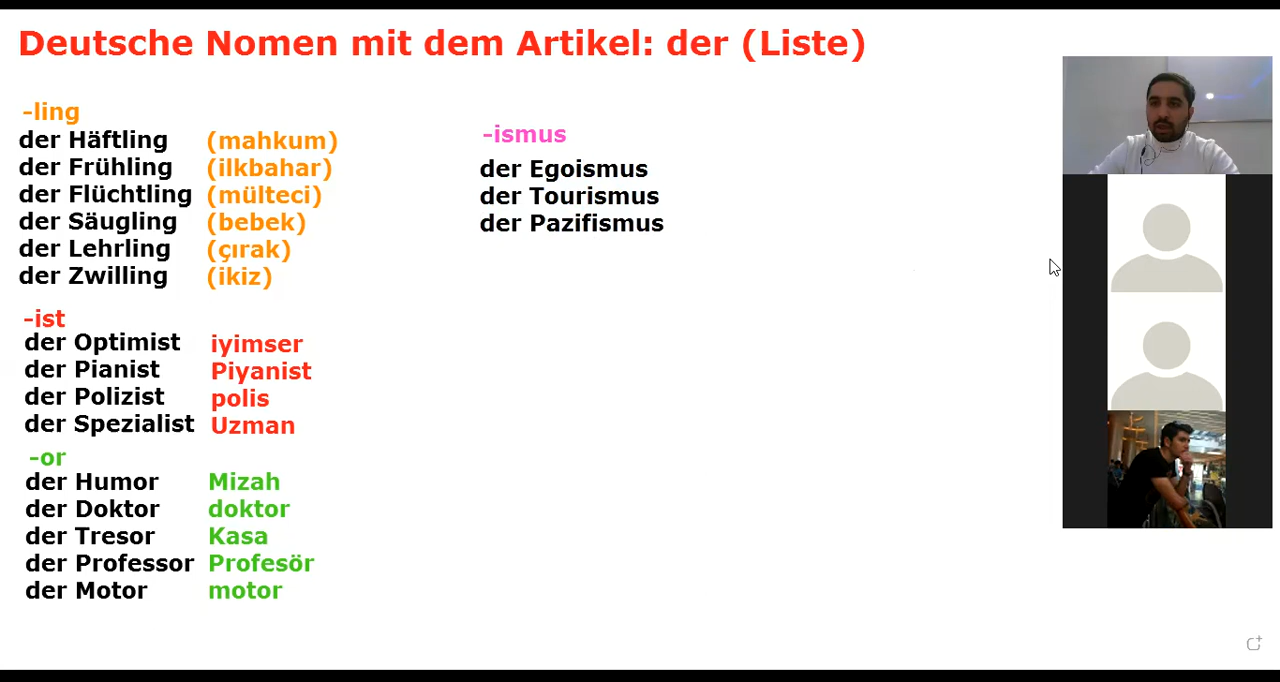 Deutsche Nomen mit dem Artikel: der (Liste)
-ling
der Häftling (mahkum)
der Frühling (ilkbahar)
der Flüchtling (mülteci)
der Säugling (bebek)
der Lehrling (çırak)
der Zwilling (ikiz)
-ist
der Optimist iyimser
der Pianist Piyanist
der Polizist polis
der Spezialist Uzman
-or
der Humor Mizah
der Doktor doktor
der Tresor Kasa
der Professor Profesör
der Motor motor
-ismus
der Egoismus
der Tourismus
der Pazifismus